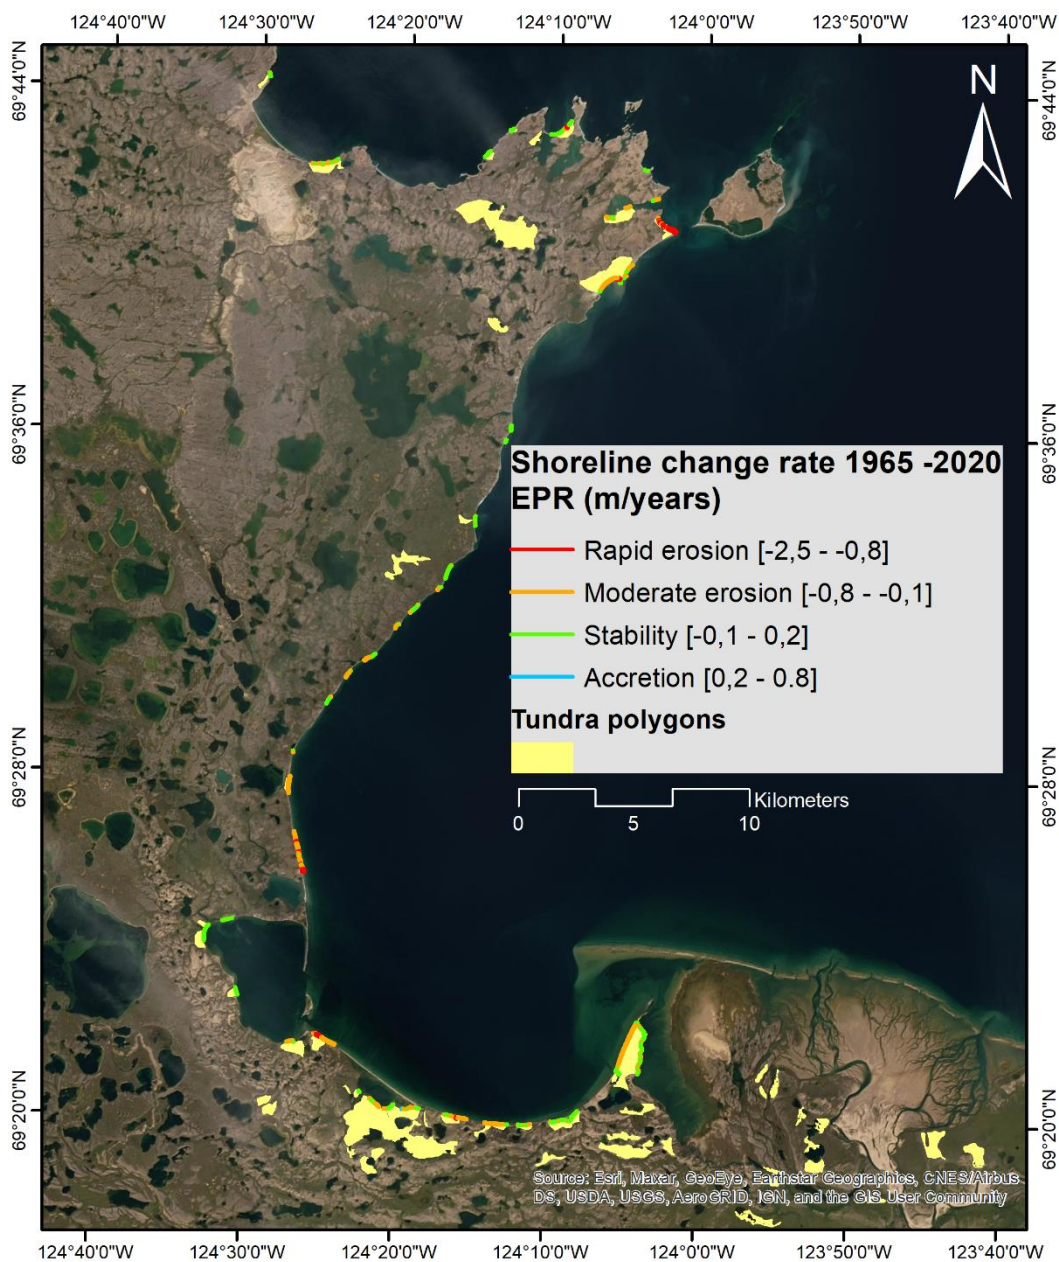 124°40'0"W 124°30'0"W 124°20'0"W 124°10'0"W 124°0'0"W 123°50'0"W 123°40'0"W
69°44'0"N
69°44'0"N
N
69°36'0"N
69°36'0"N
Shoreline change rate 1965 -2020
EPR (m/years)
Rapid erosion [-2,5 - -0,8]
Moderate erosion [-0,8 - -0,1]
Stability [-0,1 - 0,2]
Accretion [0,2 - 0.8]
Tundra polygons
69°28'0"N
69°28'0"N
Kilometers
0 5 10
69°20'0"N
69°20'0"N
Source: Esri, Maxar, GeoEye, Earthstar Geographics, CNES/Airbus
DS, USDA, USGS, AeroGRID, IGN, and the GIS User Community
124°40'0"W 124°30'0"W 124°20'0"W 124°10'0"W 124°0'0"W 123°50'0"W 123°40'0"W